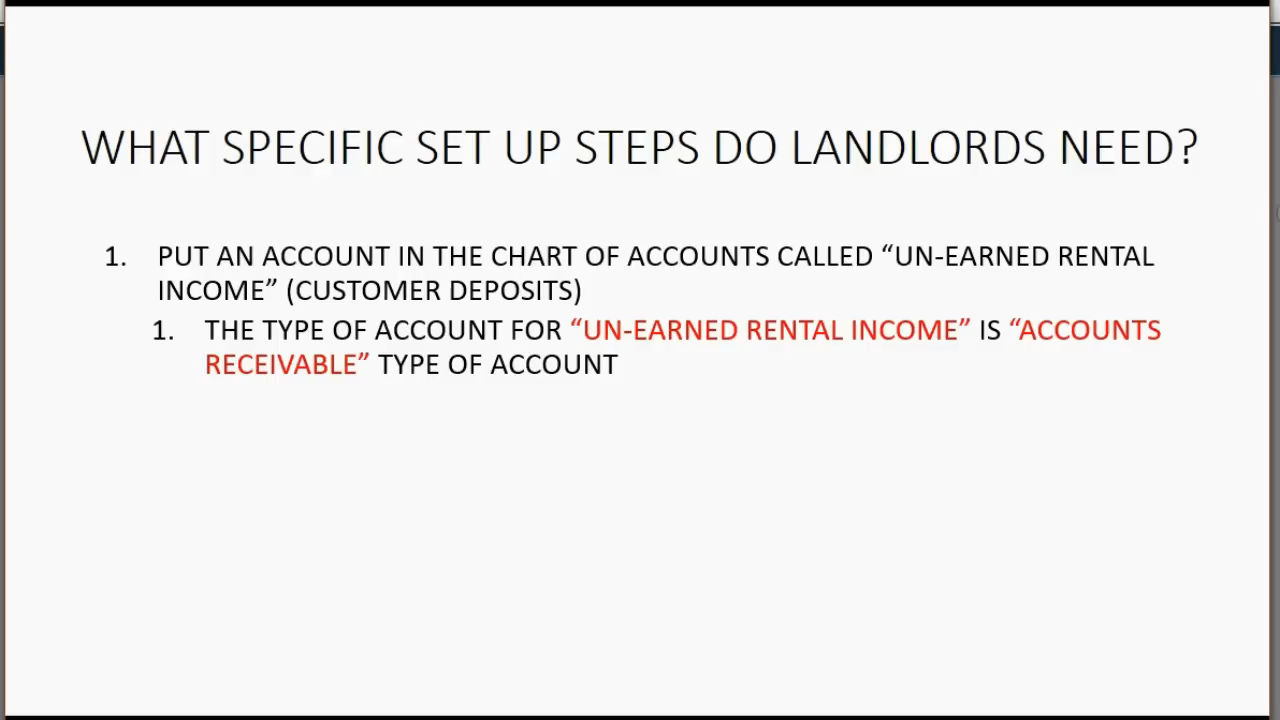 WHAT SPECIFIC SET UP STEPS DO LANDLORDS NEED?
1. PUT AN ACCOUNT IN THE CHART OF ACCOUNTS CALLED “UN-EARNED RENTAL
INCOME” (CUSTOMER DEPOSITS)
1. THE TYPE OF ACCOUNT FOR “UN-EARNED RENTAL INCOME” IS “ACCOUNTS
RECEIVABLE” TYPE OF ACCOUNT